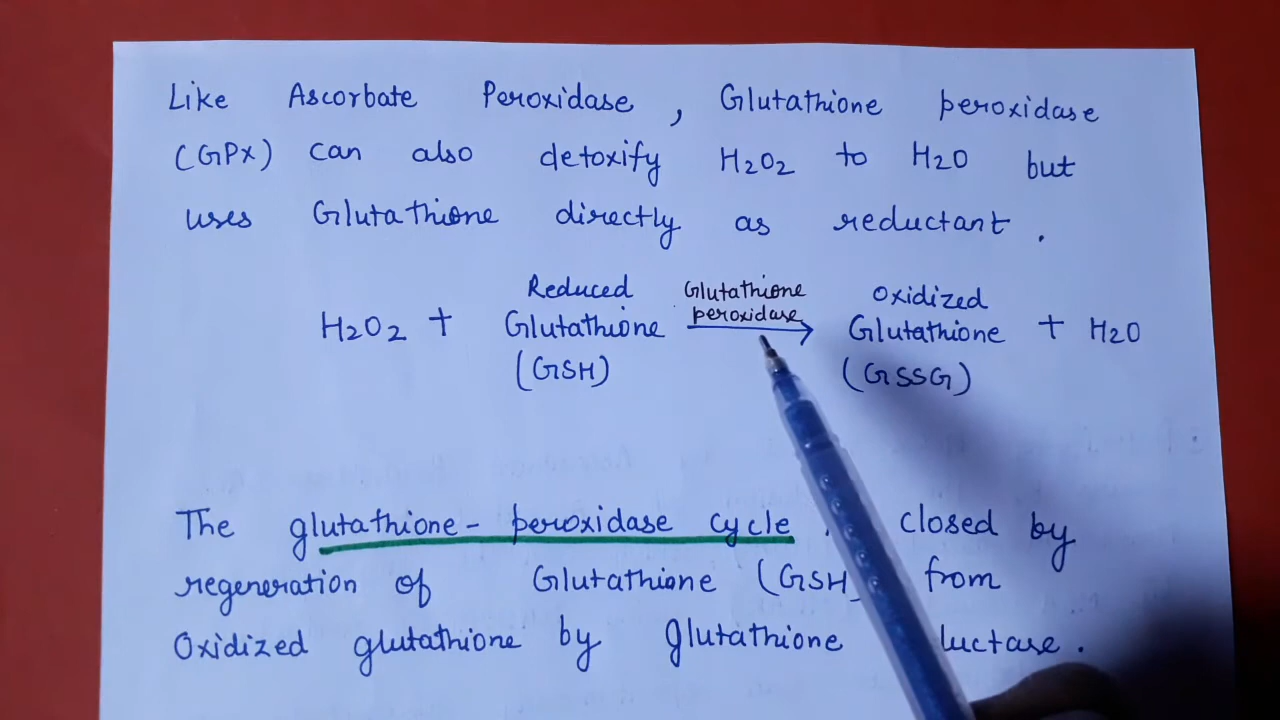 Like Ascorbate Peroxidase , Glutathione peroxidase
(GPX) can also detoxify H2O2 to H2O but
uses Glutathione directly as reductant .
Reduced Glutathione Oxidized
H2O2 + Glutathione peroxidase Glutathione + H2O
(GSH) (GSSG)
The glutathione - peroxidase cycle closed by
regeneration of Glutathione (GSH from
Oxidized glutathione by glutathione .